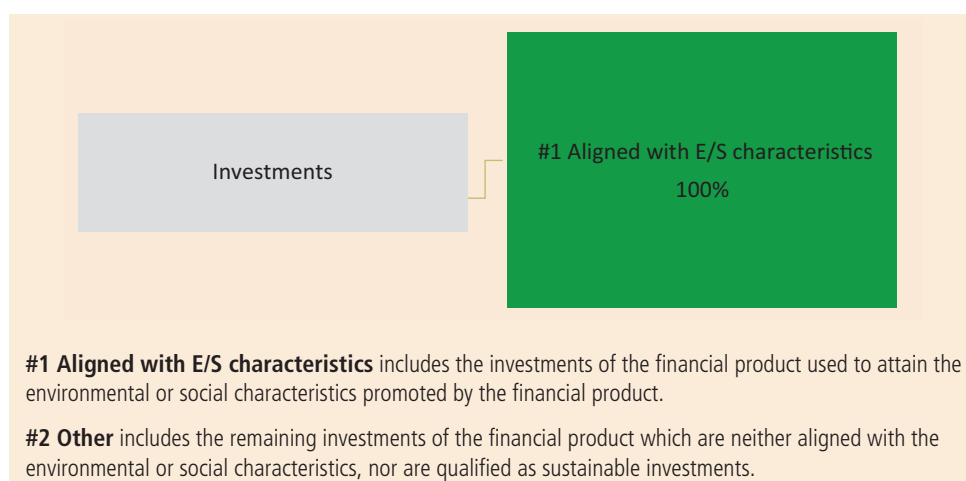 Investments
#1 Aligned with E/S characteristics
100%
#1 Aligned with E/S characteristics includes the investments of the financial product used to attain the
environmental or social characteristics promoted by the financial product.
#2 Other includes the remaining investments of the financial product which are neither aligned with the
environmental or social characteristics, nor are qualified as sustainable investments.